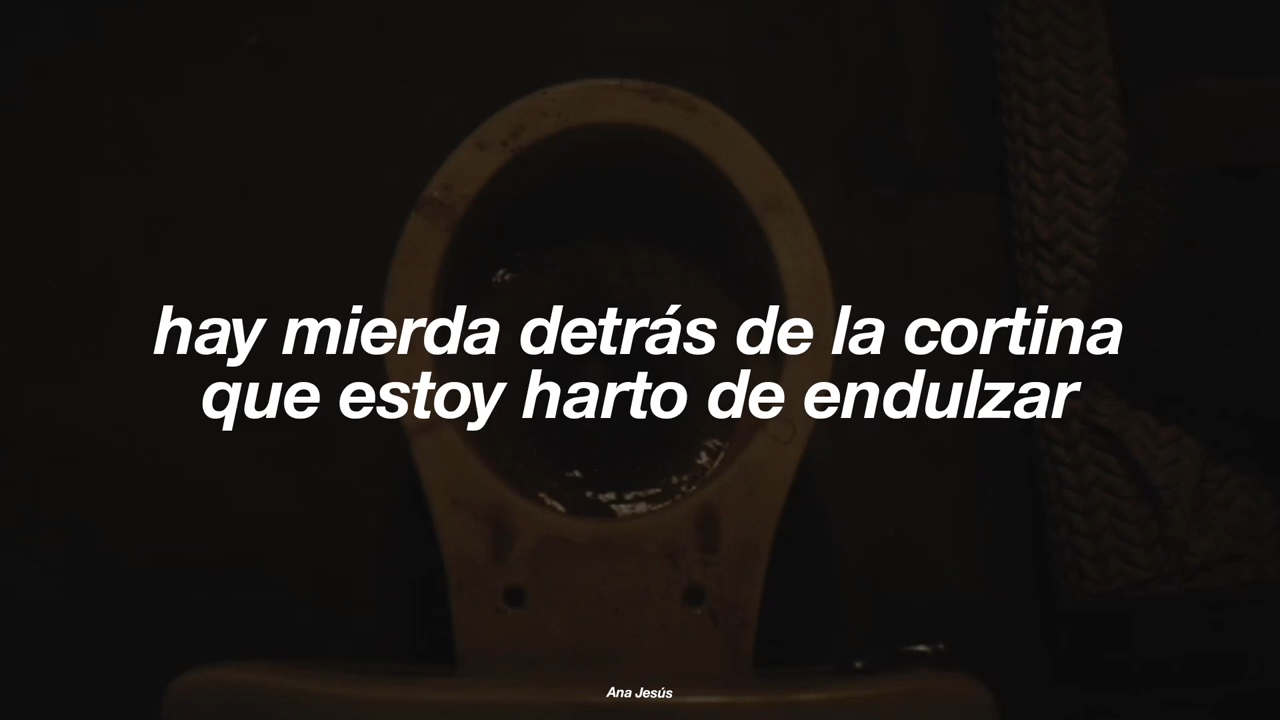 hay mierda detrás de la cortina
que estoy harto de endulzar
Ana Jesús